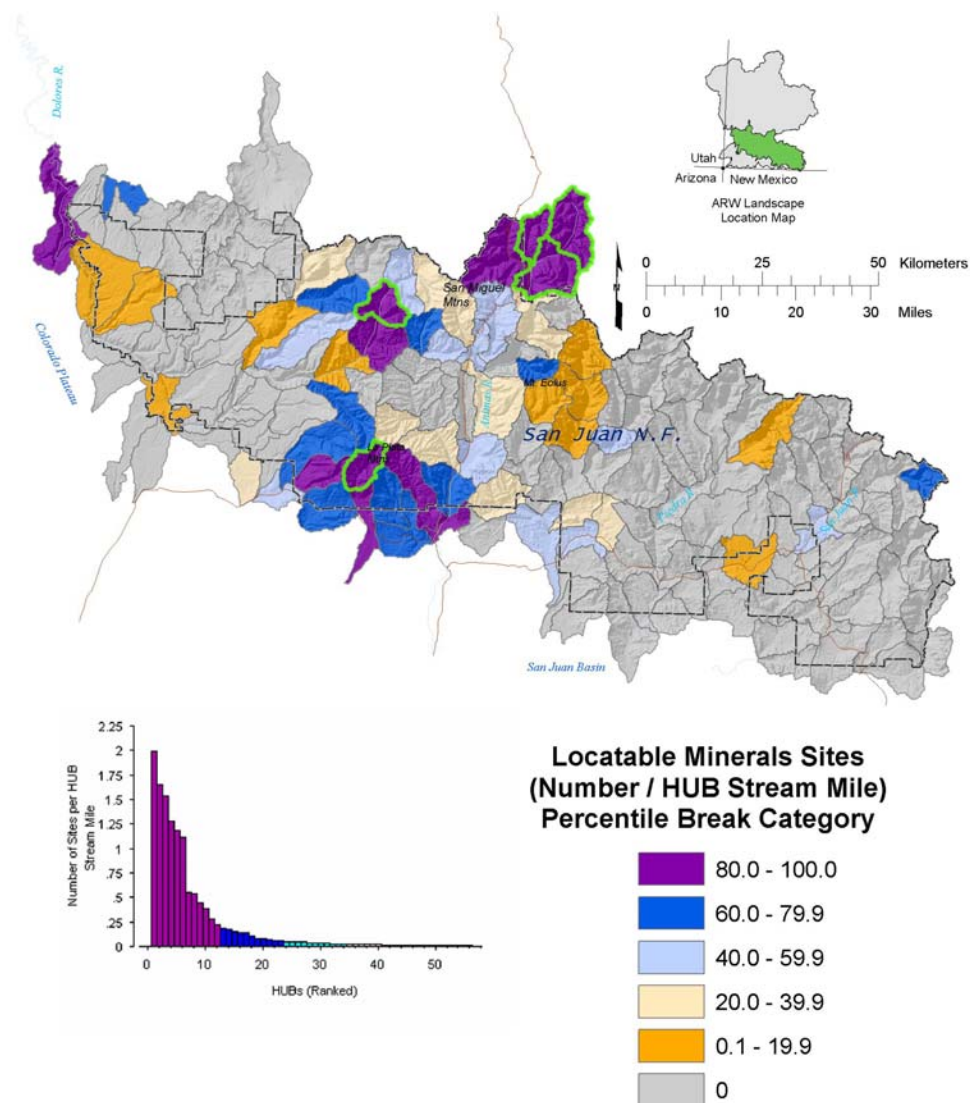 Dolores R.
Utah
Arizona
New Mexico
ARW Landscape
Location Map
N
0 25 50 Kilometers
0 10 20 30 Miles
San Miguel
Mtns
Colorado Plateau
Mt. Eolus
Animas R.
San Juan N.F.
Piedra R.
San Juan R.
San Juan Basin
Number of Sites per HUB
Stream Mile
2.25
2
1.75
1.5
1.25
1
.75
.5
.25
0
0 10 20 30 40 50
HUBs (Ranked)
Locatable Minerals Sites
(Number / HUB Stream Mile)
Percentile Break Category
80.0 - 100.0
60.0 - 79.9
40.0 - 59.9
20.0 - 39.9
0.1 - 19.9
0